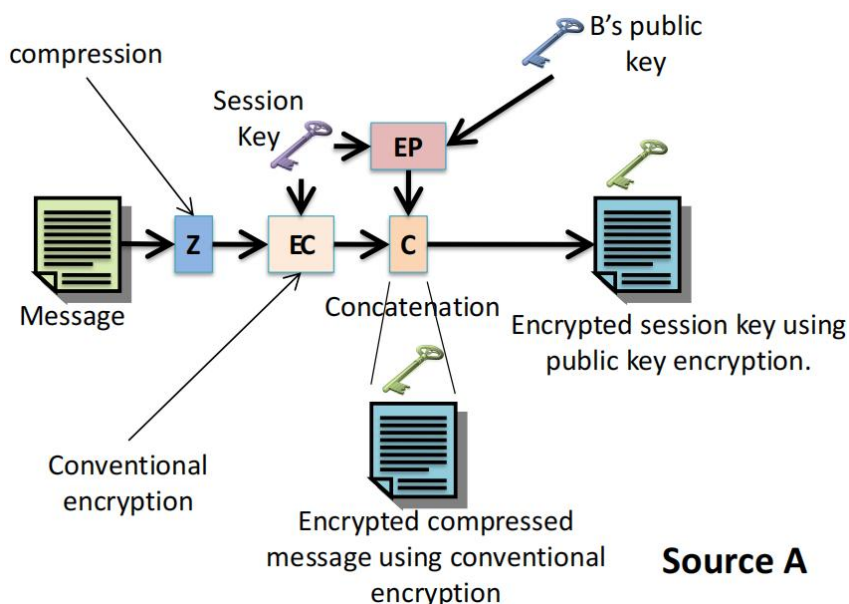 B's public
key
compression
Session
Key
EP
Z
EC
C
Message
Concatenation
Encrypted session key using
public key encryption.
Conventional
encryption
Encrypted compressed
message using conventional
encryption
Source A